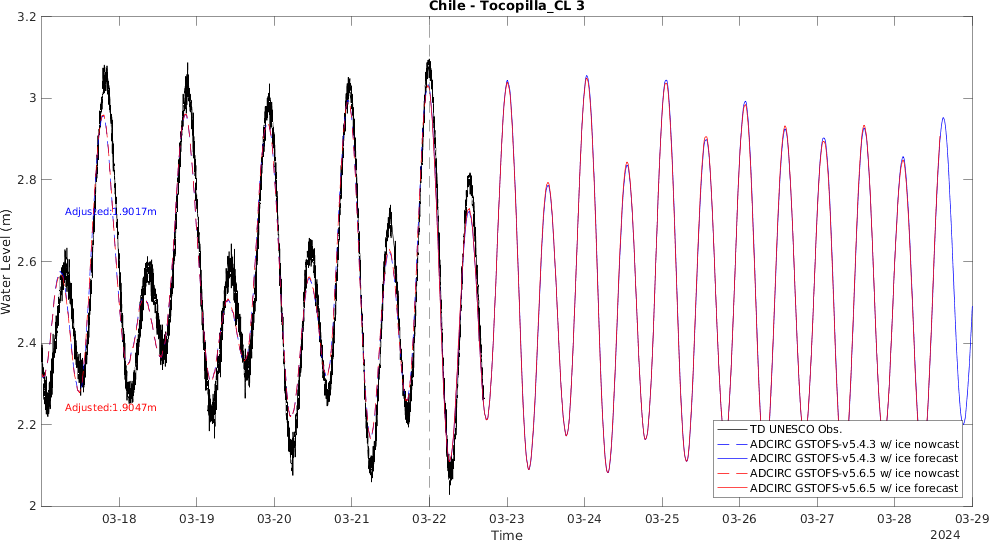 Chile - Tocopilla_CL 3
3.2
3
2.8
2.6
2.4
2.2
2
Water Level (m)
Adjusted:1.9017m
Adjusted:1.9047m
TD UNESCO Obs.
ADCIRC GSTOFS-v5.4.3 w/ ice nowcast
ADCIRC GSTOFS-v5.4.3 w/ ice forecast
ADCIRC GSTOFS-v5.6.5 w/ ice nowcast
ADCIRC GSTOFS-v5.6.5 w/ ice forecast
03-18 03-19 03-20 03-21 03-22 03-23 03-24 03-25 03-26 03-27 03-28 03-29
Time
2024